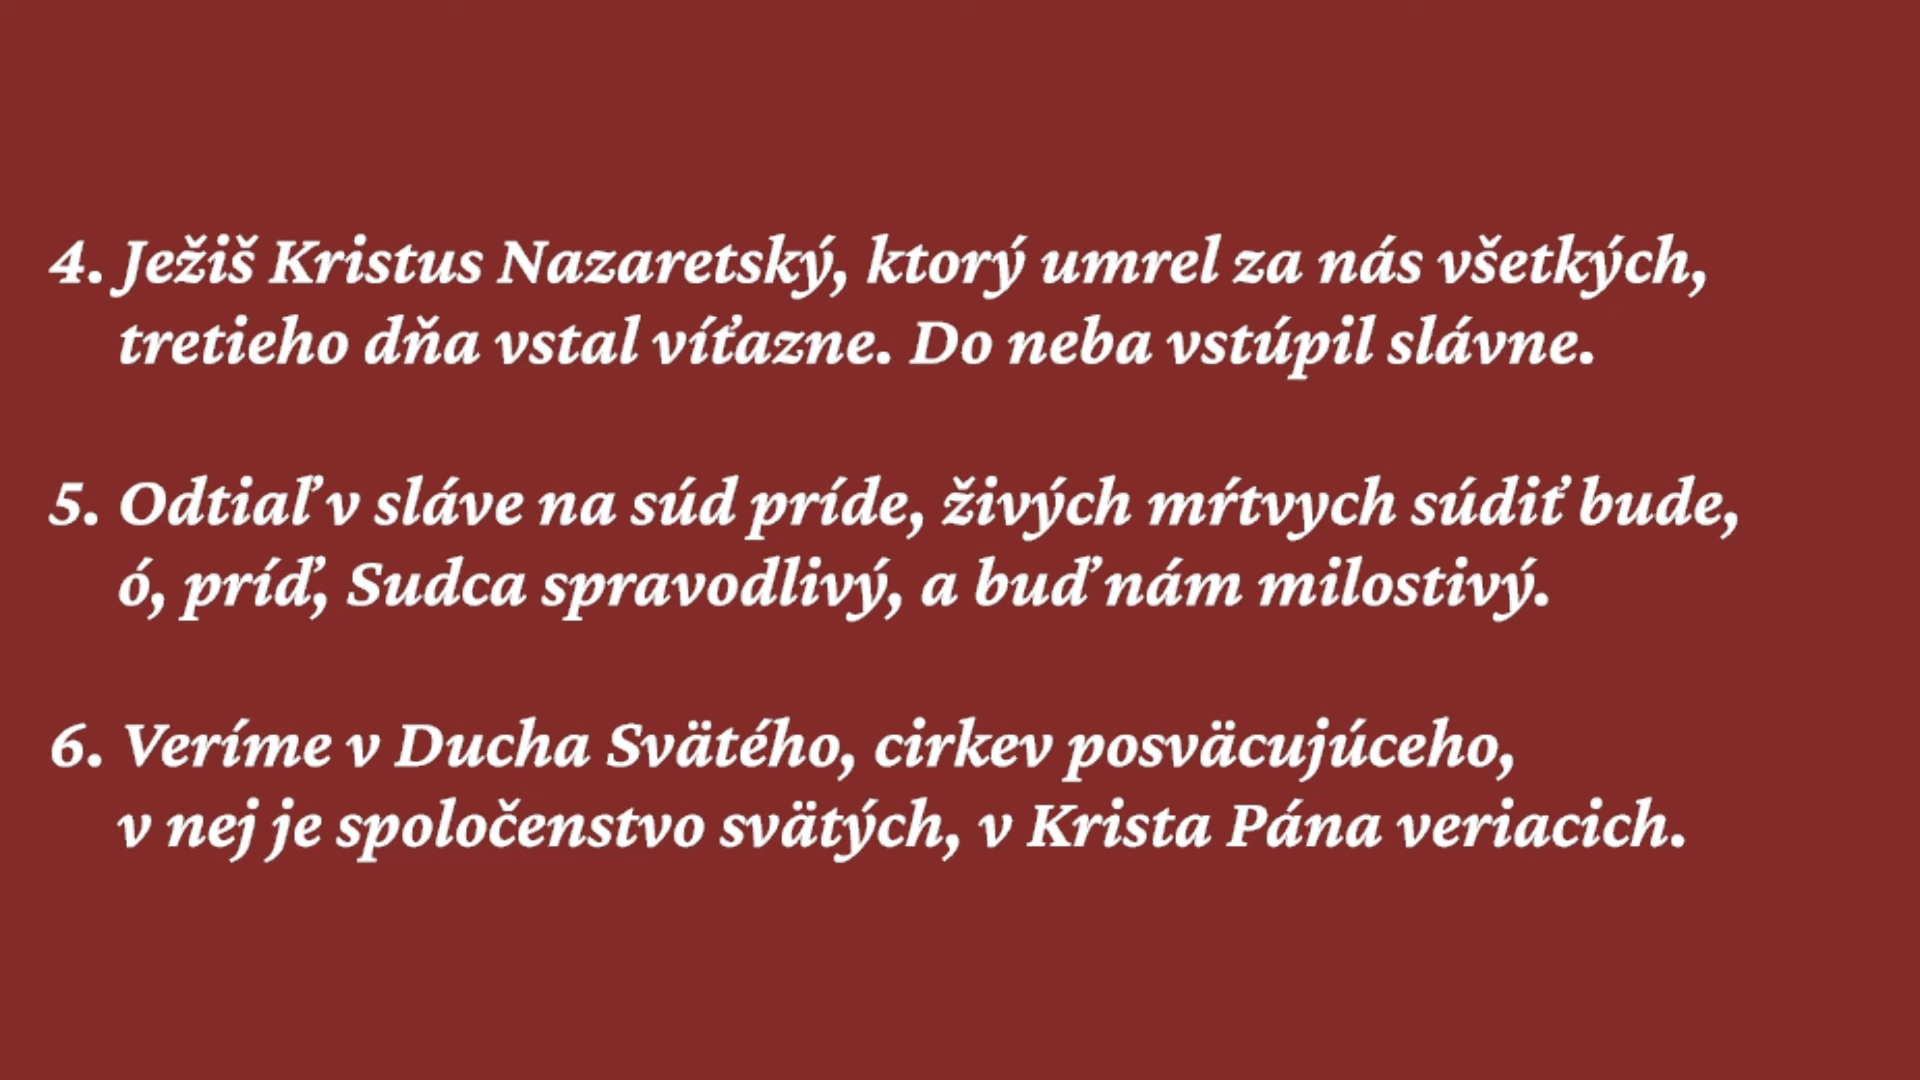 4. Ježiš Kristus Nazaretský, ktorý umrel za nás všetkých,
tretieho dňa vstal víťazne. Do neba vstúpil slávne.
5. Odtiaľ v sláve na súd príde, živých mŕtvych súdiť bude,
ó, príď, Sudca spravodlivý, a buď nám milostivý.
6. Veríme v Ducha Svätého, cirkev posväcujúceho,
v nej je spoločenstvo svätých, v Krista Pána veriacich.